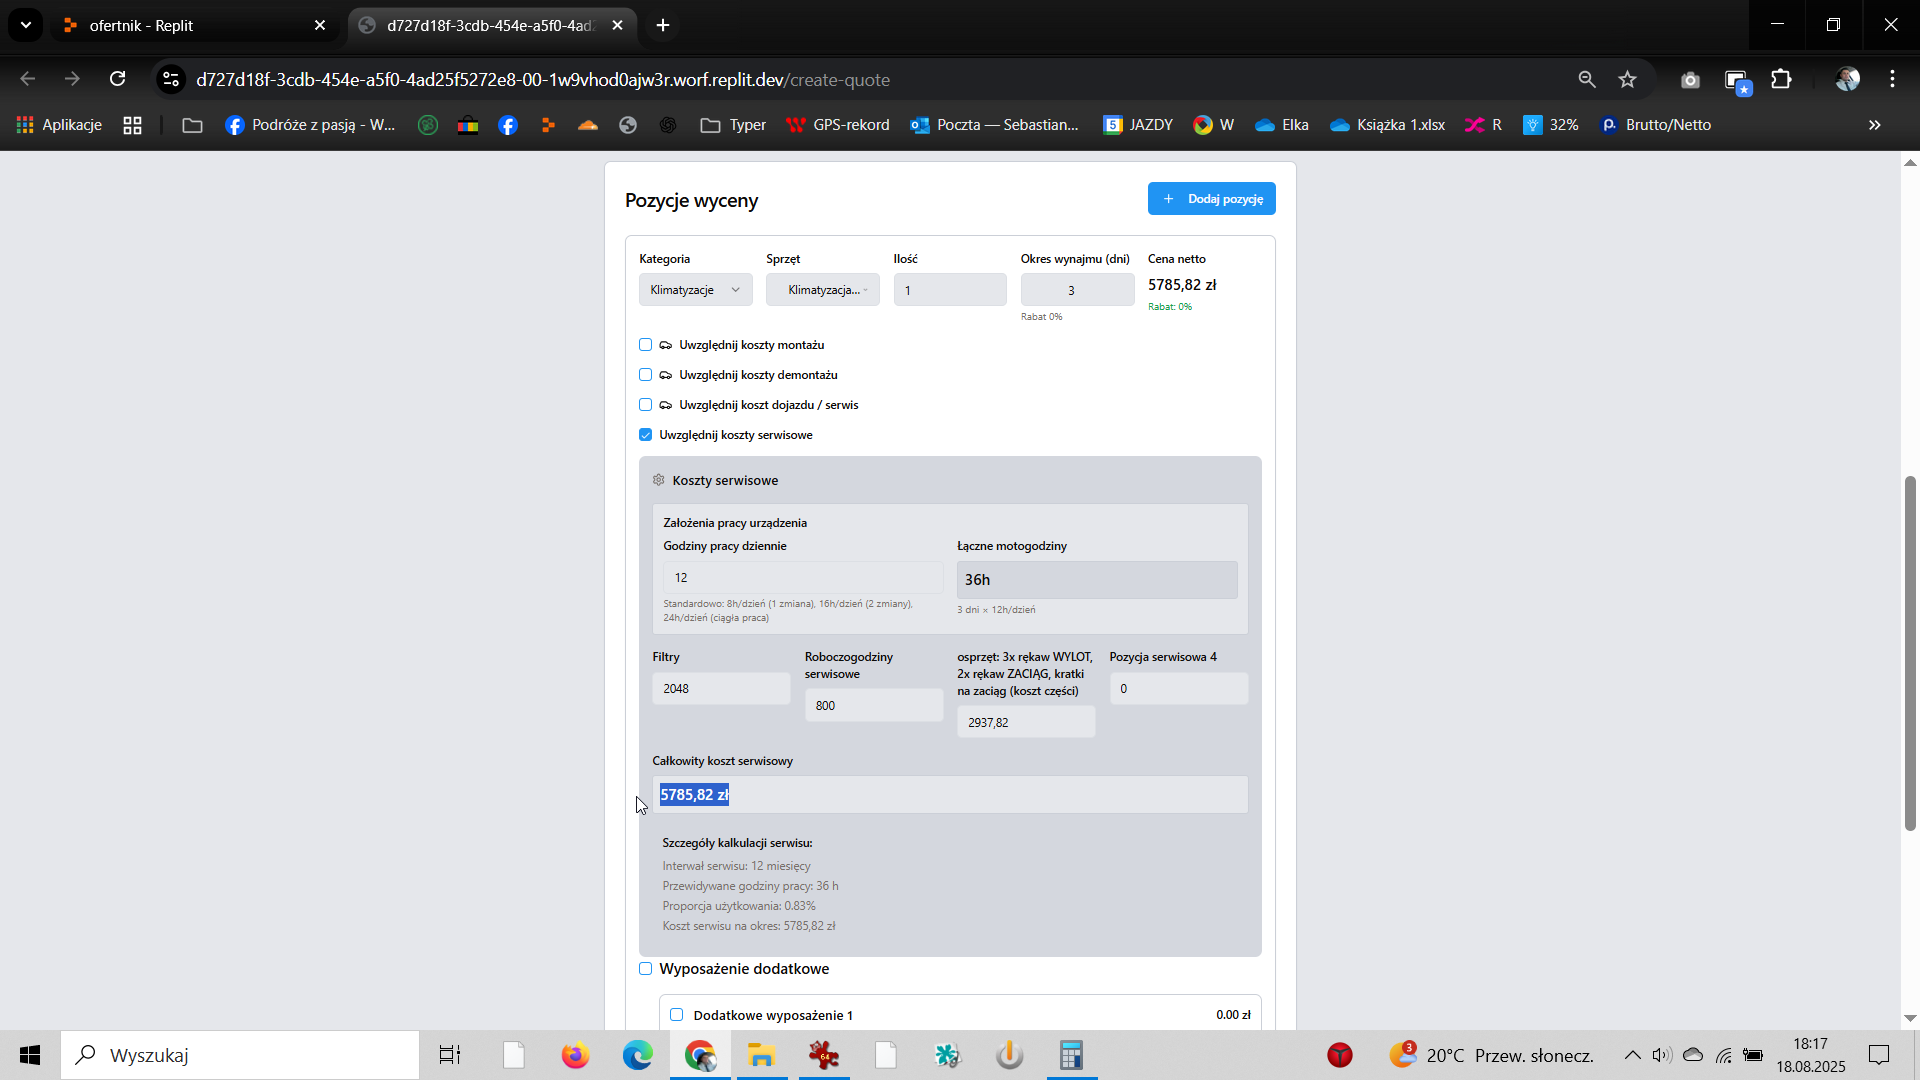 ofertnik - Replit
d727d18f-3cdb-454e-a5f0-4ad2
d727d18f-3cdb-454e-a5f0-4ad25f5272e8-00-1w9vhod0ajw3r.worf.replit.dev/create-quote
Aplikacje
Podróże z pasją - W...
Typer
GPS-rekord
Poczta — Sebastian...
5 JAZDY
W
Elka
Książka 1.xlsx
R
32%
Brutto/Netto
Pozycje wyceny
+ Dodaj pozycję
Kategoria Sprzęt Ilość Okres wynajmu (dni) Cena netto
Klimatyzacje Klimatyzacja... 1 3 5785,82 zł
Rabat: 0%
Rabat 0%
Uwzględnij koszty montażu
Uwzględnij koszty demontażu
Uwzględnij koszt dojazdu / serwis
Uwzględnij koszty serwisowe
Koszty serwisowe
Założenia pracy urządzenia
Godziny pracy dziennie Łączne motogodziny
12 36h
Standardowo: 8h/dzień (1 zmiana), 16h/dzień (2 zmiany), 3 dni × 12h/dzień
24h/dzień (ciągła praca)
Filtry
2048
Roboczogodziny
serwisowe
800
osprzęt: 3x rękaw WYLOT,
2x rękaw ZACIĄG, kratki
na zaciąg (koszt części)
2937,82
Pozycja serwisowa 4
0
Całkowity koszt serwisowy
5785,82 zł
Szczegóły kalkulacji serwisu:
Interwał serwisu: 12 miesięcy
Przewidywane godziny pracy: 36 h
Proporcja użytkowania: 0.83%
Koszt serwisu na okres: 5785,82 zł
Wyposażenie dodatkowe
Dodatkowe wyposażenie 1 0.00 zł
Wyszukaj
64
3
20°C Przew. słonecz.
18:17
18.08.2025